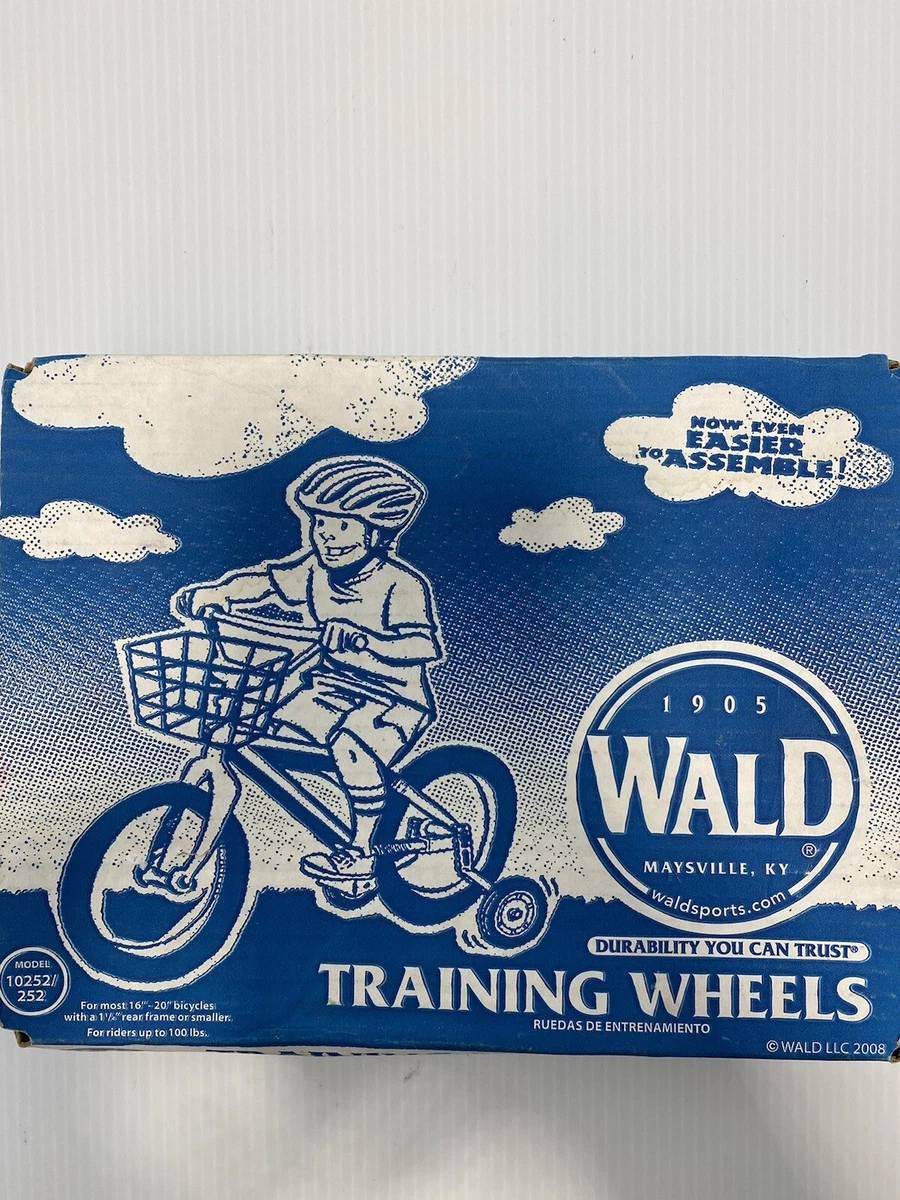 NOW EVEN
EASIER
TO ASSEMBLE!
1905
WALD®
MAYSVILLE, KY
waldsports.com
DURABILITY YOU CAN TRUST®
TRAINING WHEELS
RUEDAS DE ENTRENAMIENTO
© WALD LLC 2008
MODEL
10252//
252
For most 16"-20" bicycles
with a rear frame or smaller.
For riders up to 100 lbs.